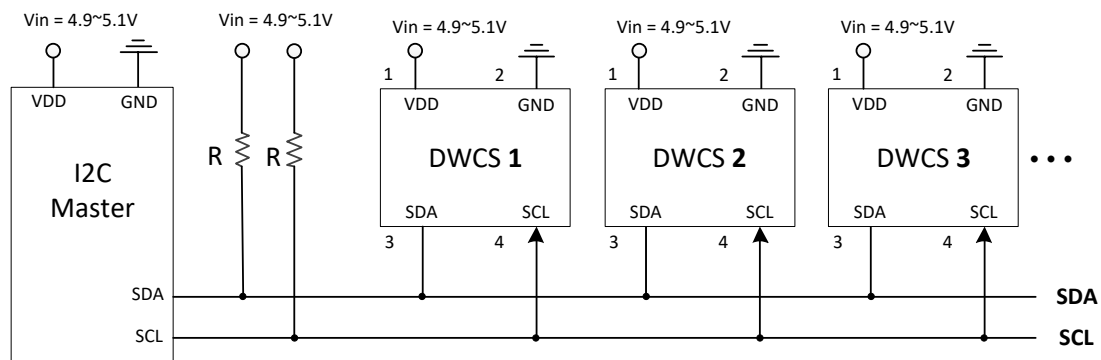 Vin = 4.9~5.1V
Vin = 4.9~5.1V
Vin = 4.9~5.1V
Vin = 4.9~5.1V
Vin = 4.9~5.1V
1 2 1 2 1 2
VDD GND VDD GND VDD GND VDD GND
R R
DWCS 1 DWCS 2 DWCS 3 • • •
I2C
Master
SDA SCL SDA SCL SDA SCL
3 4 3 4 3 4
SDA SDA
SCL SCL